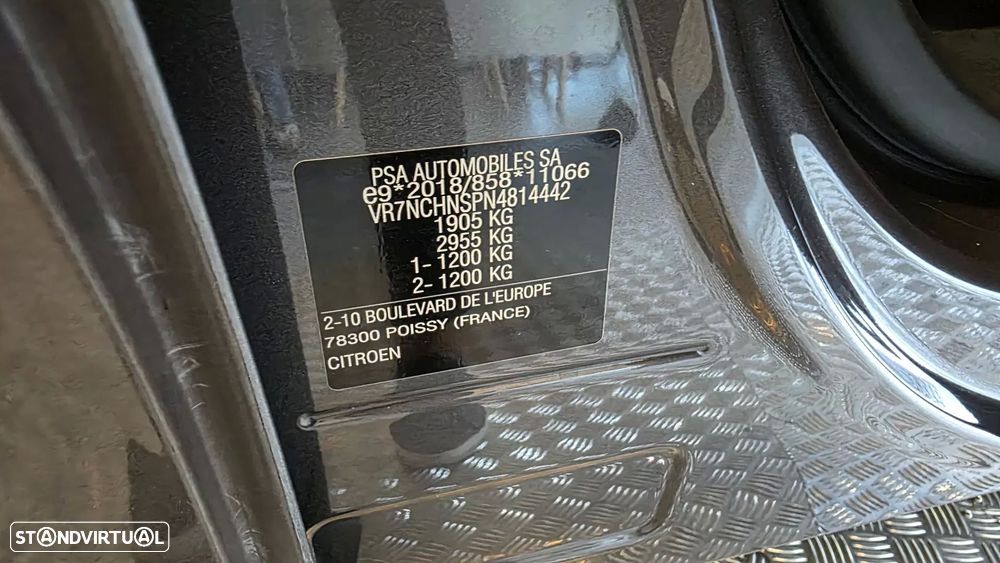 PSA AUTOMOBILES SA
e9*2018/858*11066
VR7NCHNSPN4814442
1905 KG
2955 KG
1- 1200 KG
2- 1200 KG
2-10 BOULEVARD DE L'EUROPE
78300 POISSY (FRANCE)
CITROEN
STANDVIRTUAL